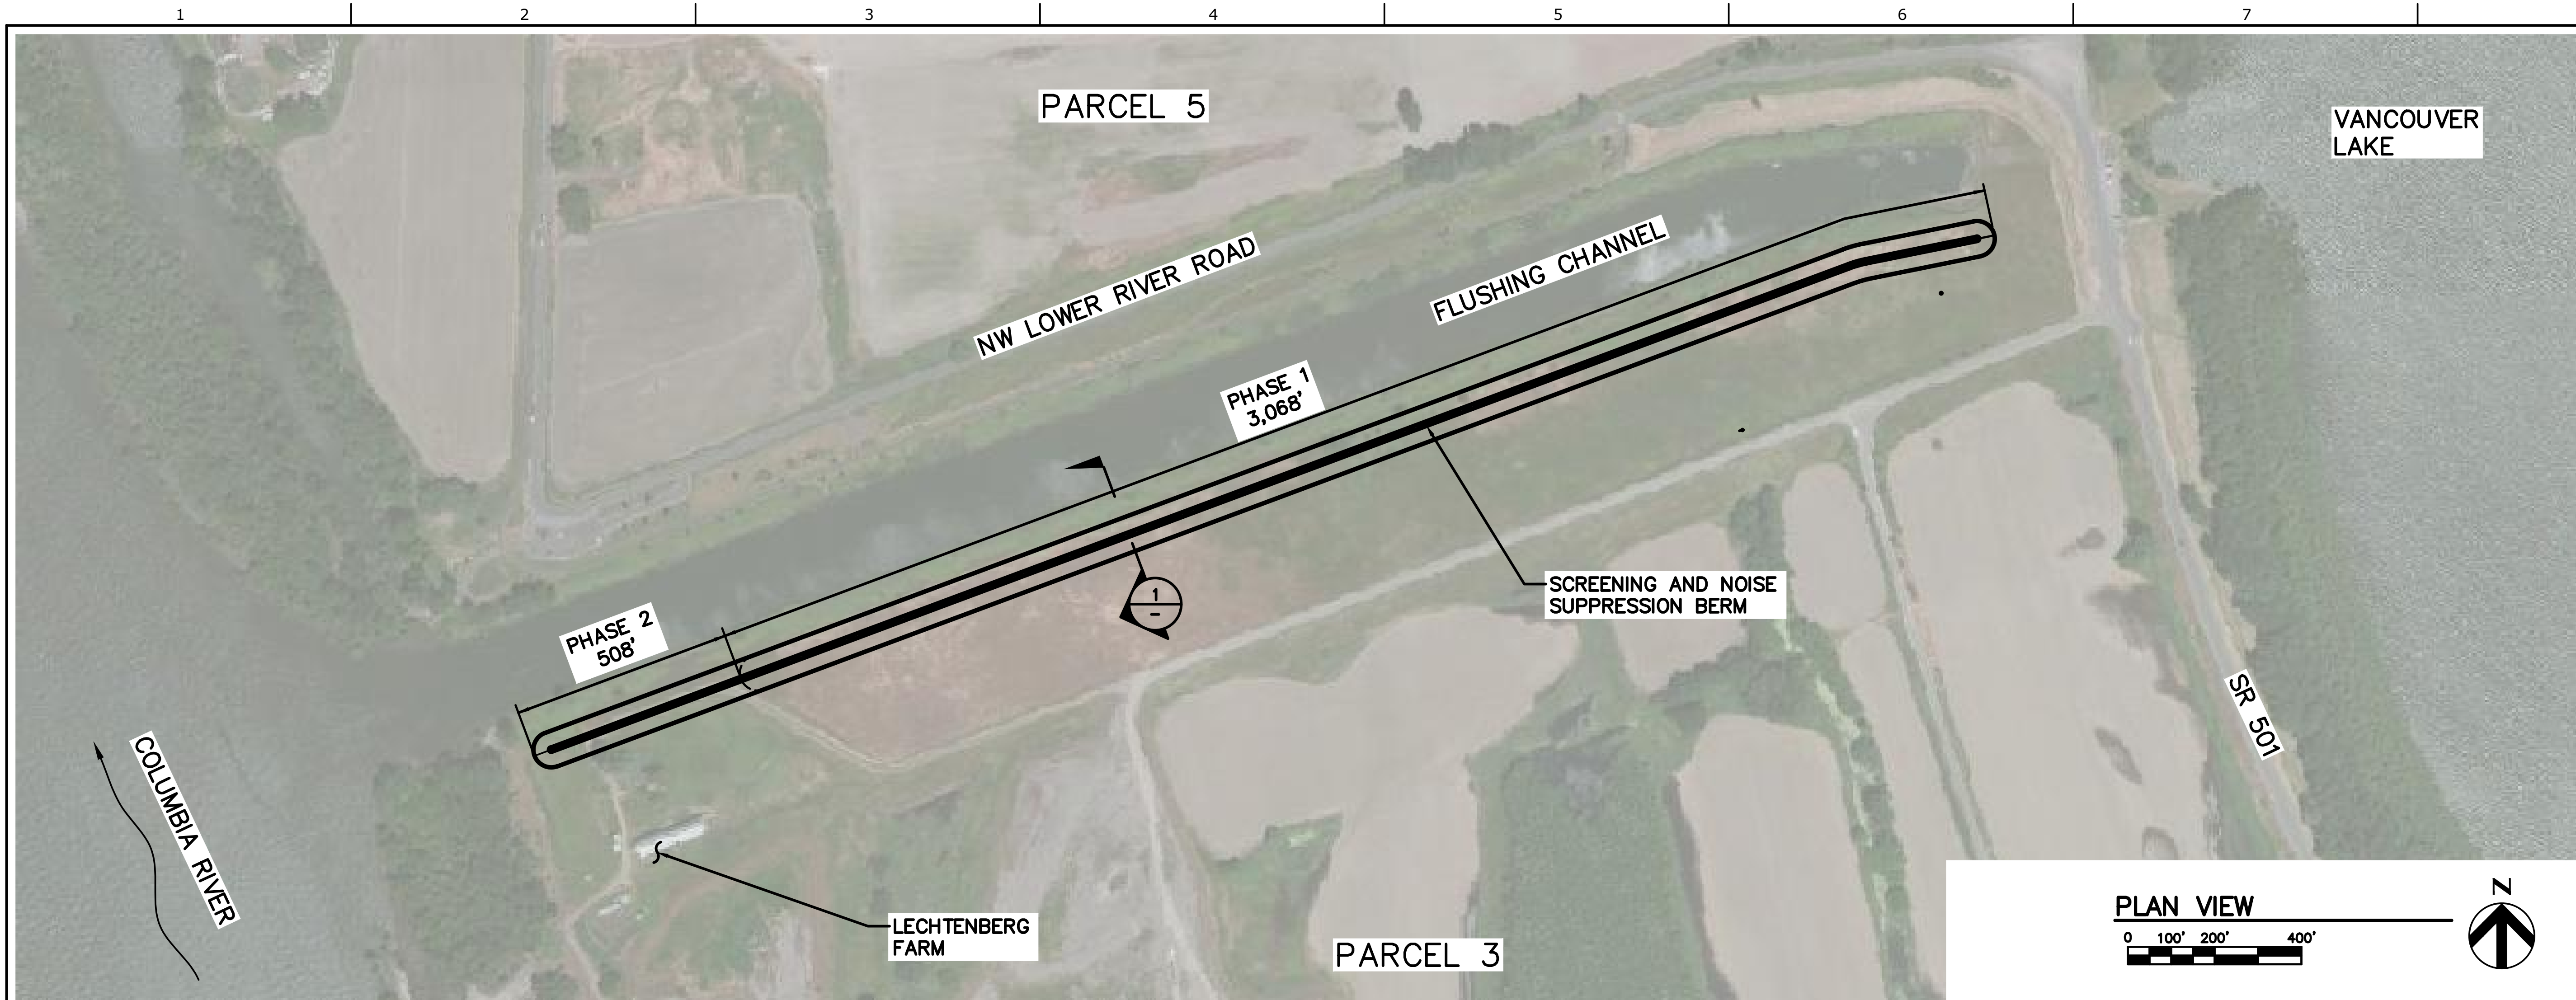 1 2 3 4 5 6 7
PARCEL 5
VANCOUVER
LAKE
NW LOWER RIVER ROAD
FLUSHING CHANNEL
PHASE 1
3,068'
PHASE 2
508'
1
-
SCREENING AND NOISE
SUPPRESSION BERM
SR 501
COLUMBIA RIVER
LECHTENBERG
FARM
PARCEL 3
PLAN VIEW
0 100' 200' 400'
N